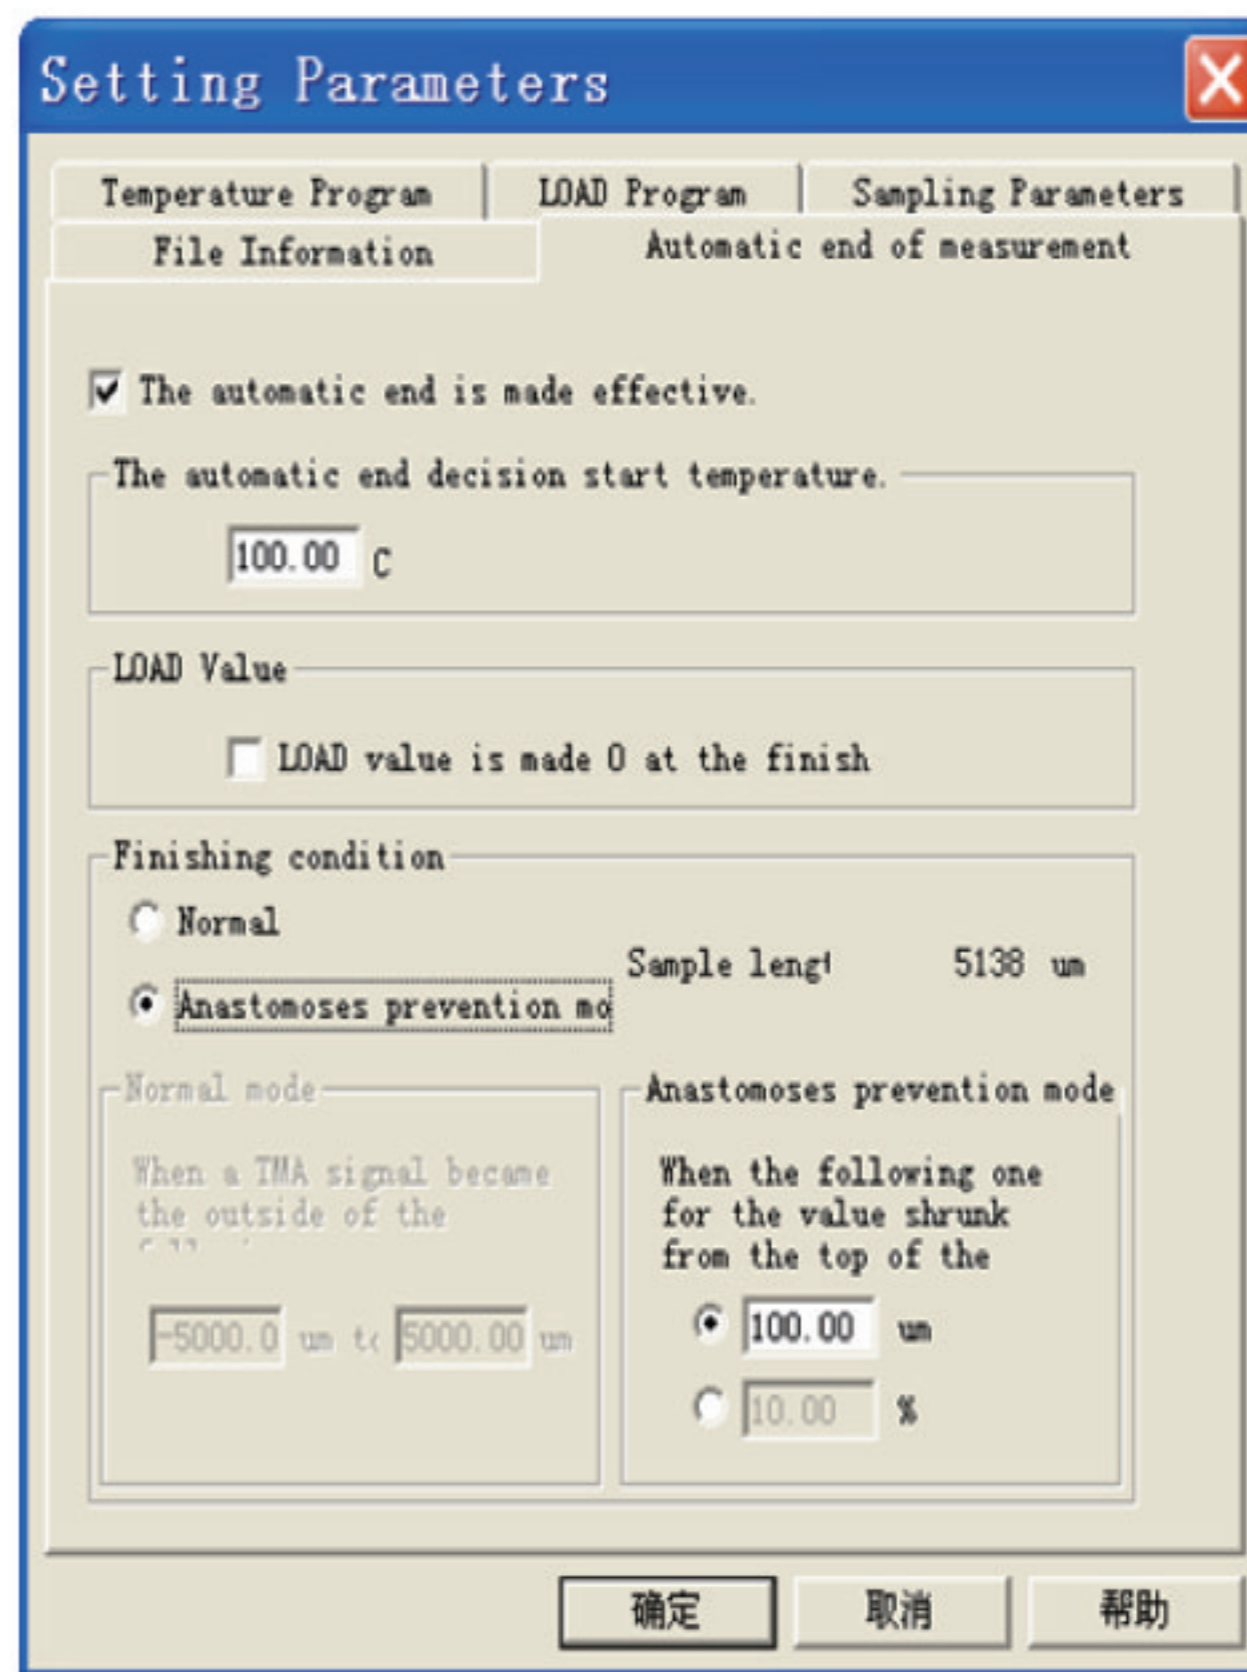 Setting Parameters
Temperature Program
LOAD Program
Sampling Parameters
File Information
Automatic end of measurement
The automatic end is made effective.
The automatic end decision start temperature.
100.00 C
LOAD Value
LOAD value is made 0 at the finish
Finishing condition
Normal
Sample lengt 5138 um
Anastomoses prevention mo
Normal mode
When a TMA signal became
the outside of the
-5000.0 um to 5000.00 um
Anastomoses prevention mode
When the following one
for the value shrunk
from the top of the
100.00 um
10.00 %
确定
取消
帮助